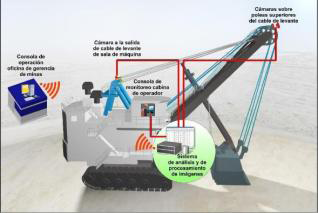 Cámaras sobre
poleas superiores
del cable de levante
Cámara a la salida
de cable de levante
de sala de máquina
Consola de
operación
oficina de gerencia
de minas
Consola de
monitoreo cabina
de operador
Sistema
de análisis y de
procesamiento
de imágenes